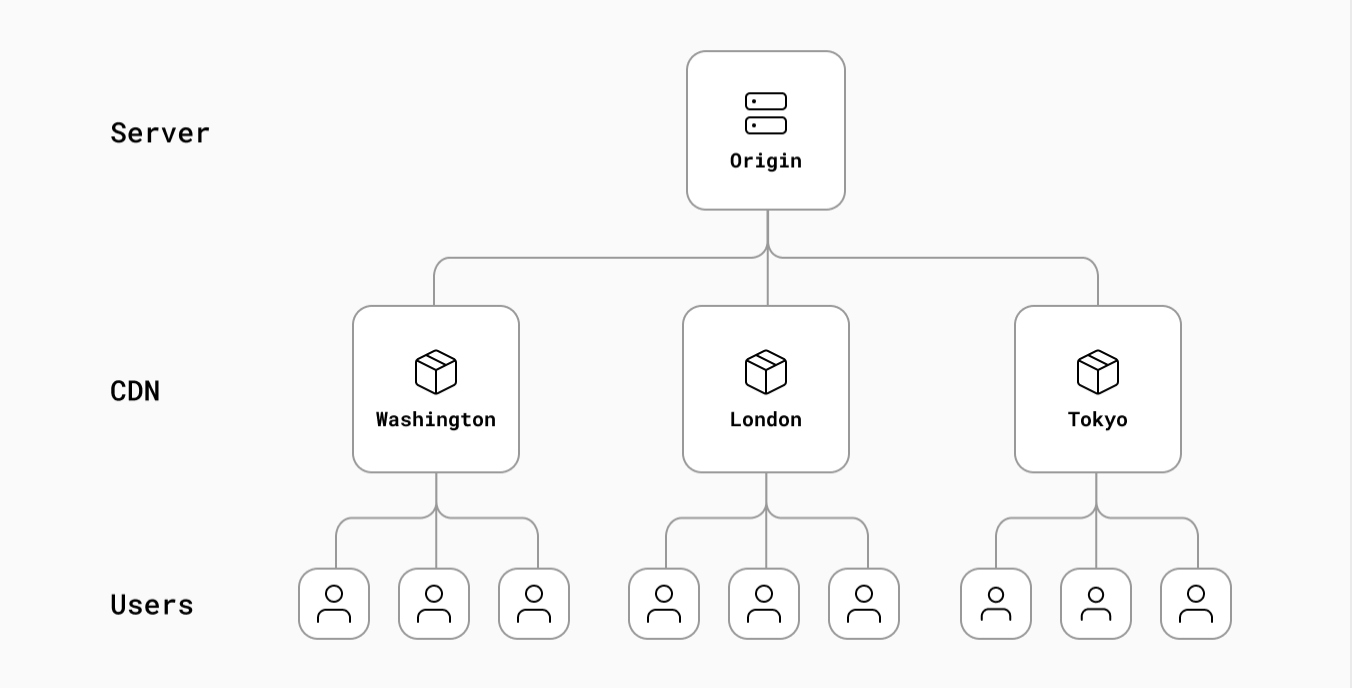 Server
Origin
CDN
Washington
London
Tokyo
Users